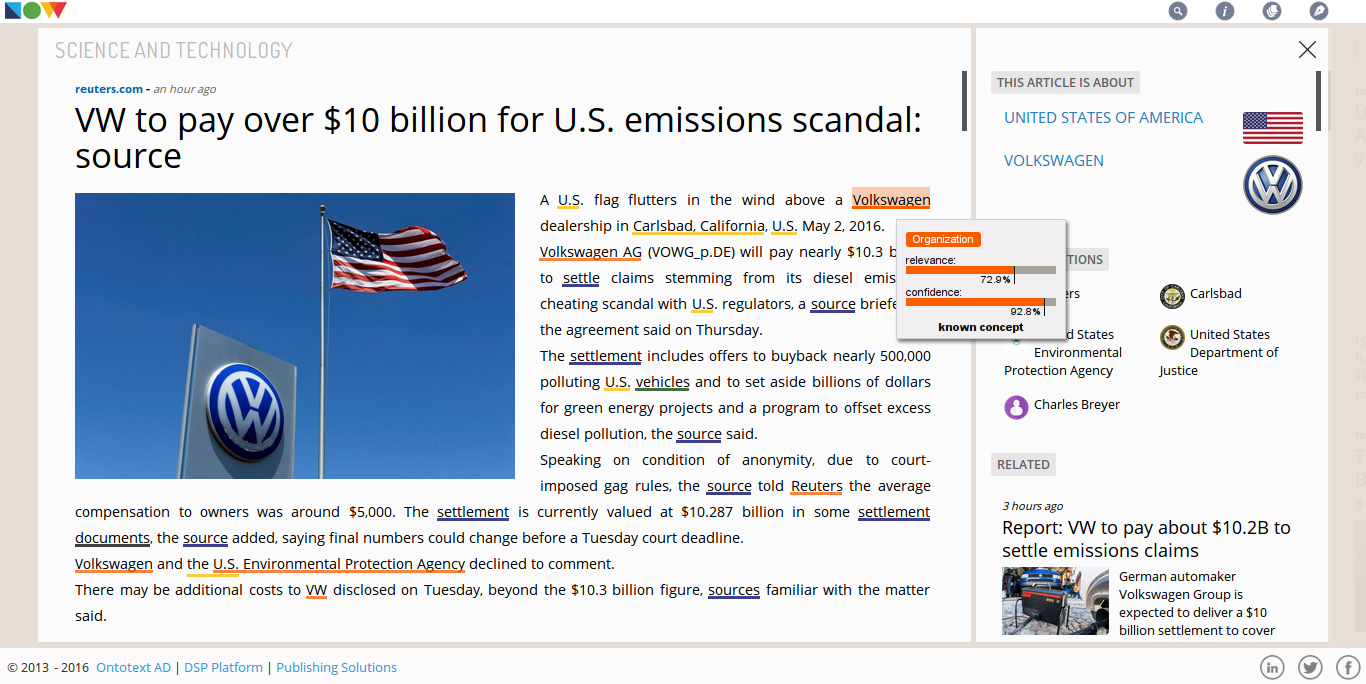 NOW
SCIENCE AND TECHNOLOGY
reuters.com - an hour ago
VW to pay over $10 billion for U.S. emissions scandal:
source
A U.S. flag flutters in the wind above a Volkswagen
dealership in Carlsbad, California, U.S. May 2, 2016.
Volkswagen AG (VOWG_p.DE) will pay nearly $10.3 b
to settle claims stemming from its diesel emis
cheating scandal with U.S. regulators, a source briefe
the agreement said on Thursday.
The settlement includes offers to buyback nearly 500,000
polluting U.S. vehicles and to set aside billions of dollars
for green energy projects and a program to offset excess
diesel pollution, the source said.
Speaking on condition of anonymity, due to court-
imposed gag rules, the source told Reuters the average
compensation to owners was around $5,000. The settlement is currently valued at $10.287 billion in some settlement
documents, the source added, saying final numbers could change before a Tuesday court deadline.
Volkswagen and the U.S. Environmental Protection Agency declined to comment.
There may be additional costs to VW disclosed on Tuesday, beyond the $10.3 billion figure, sources familiar with the matter
said.
Organization
relevance:
72.9%
confidence:
92.8%
known concept
THIS ARTICLE IS ABOUT
UNITED STATES OF AMERICA
VOLKSWAGEN
TIONS
ers
Carlsbad
d States
Environmental
Protection Agency
United States
Department of
Justice
Charles Breyer
RELATED
3 hours ago
Report: VW to pay about $10.2B to
settle emissions claims
German automaker
Volkswagen Group is
expected to deliver a $10
billion settlement to cover
© 2013 - 2016 Ontotext AD | DSP Platform | Publishing Solutions